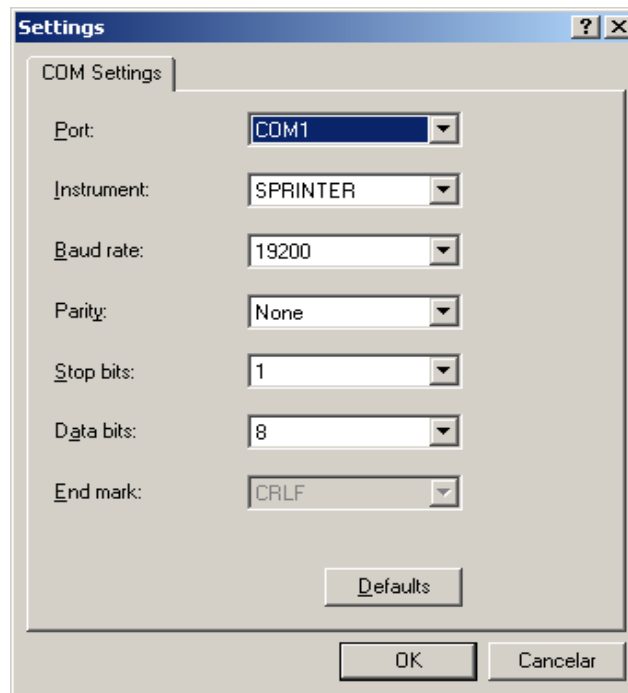 Settings
COM Settings
Port: COM1
Instrument: SPRINTER
Baud rate: 19200
Parity: None
Stop bits: 1
Data bits: 8
End mark: CRLF
Defaults
OK Cancelar